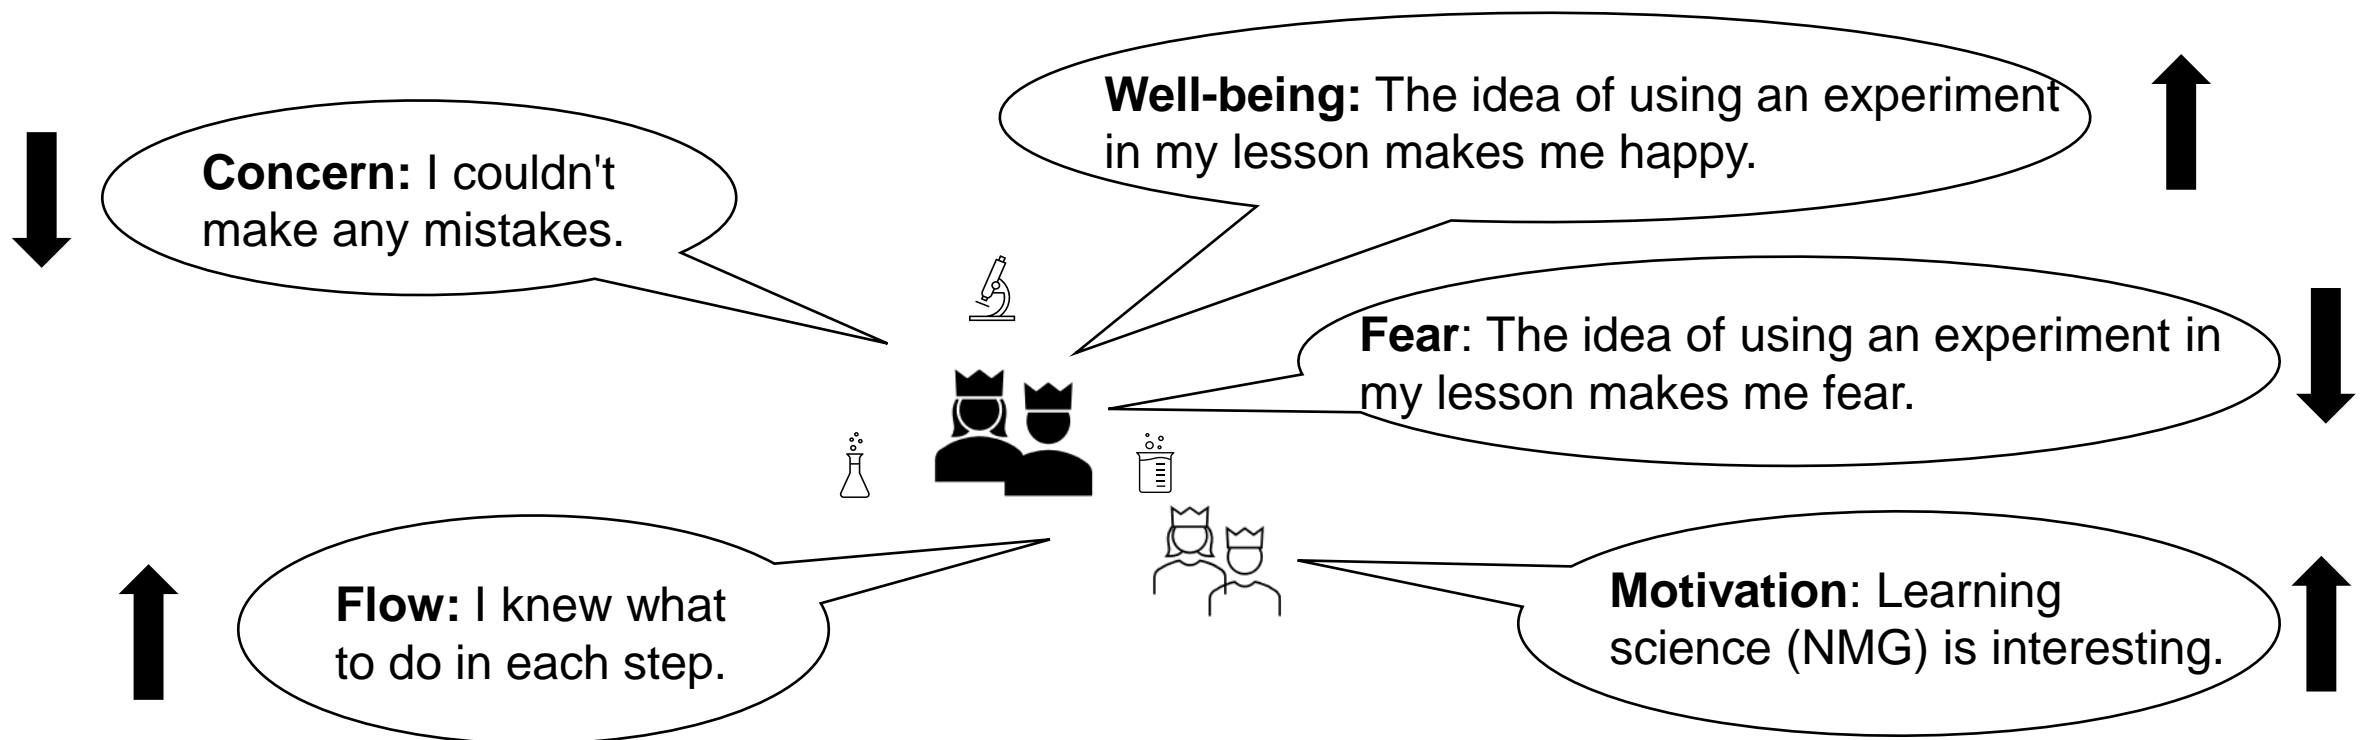 Well-being: The idea of using an experiment
in my lesson makes me happy.
Concern: I couldn't
make any mistakes.
Fear: The idea of using an experiment in
my lesson makes me fear.
Flow: I knew what
to do in each step.
Motivation: Learning
science (NMG) is interesting.